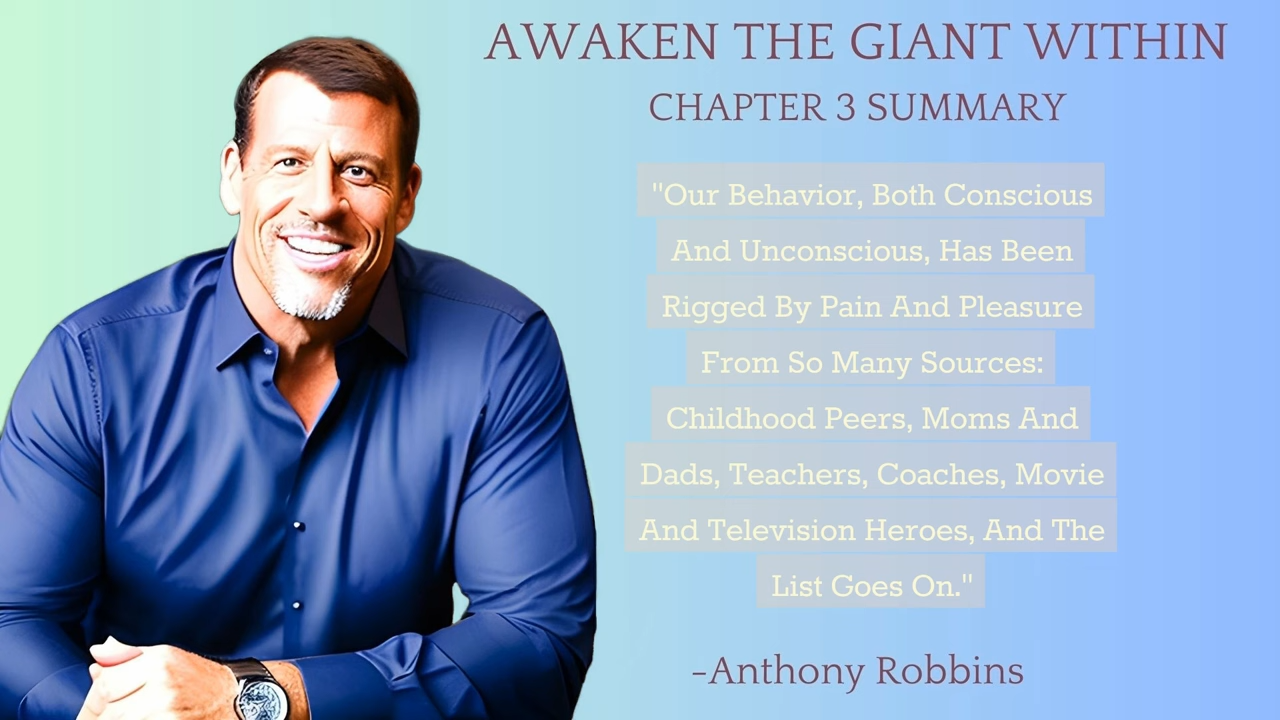 AWAKEN THE GIANT WITHIN
CHAPTER 3 SUMMARY
"Our Behavior, Both Conscious
And Unconscious, Has Been
Rigged By Pain And Pleasure
From So Many Sources:
Childhood Peers, Moms And
Dads, Teachers, Coaches, Movie
And Television Heroes, And The
List Goes On."
-Anthony Robbins